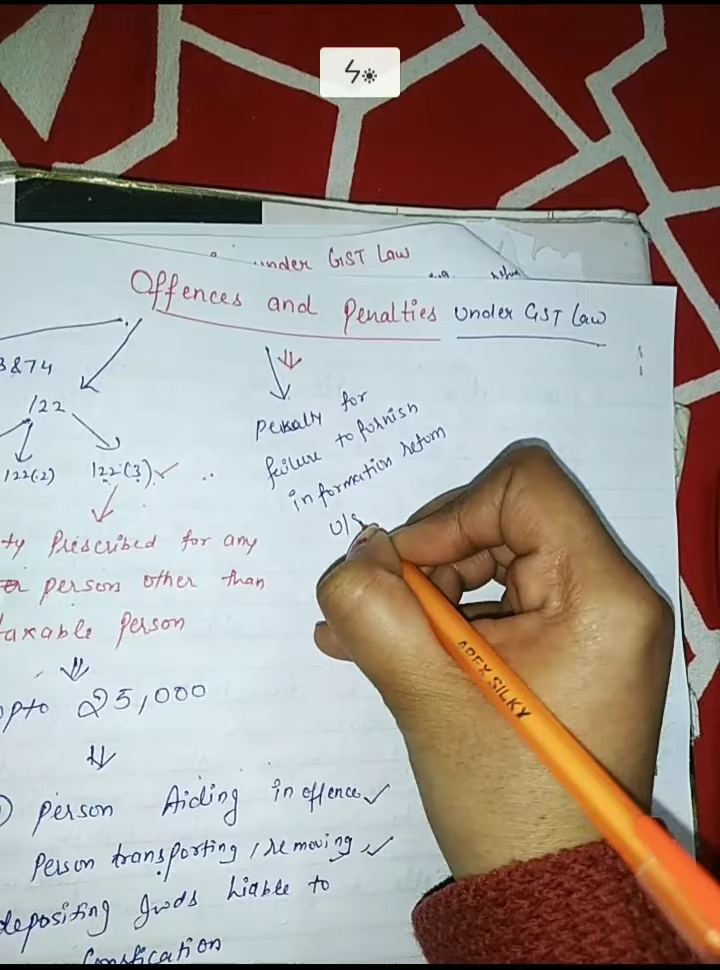 under GST Law
Offences and Penalties under GST Law
3&74
122
122(2) 122(3)
Penalty for
failure to furnish
information return
U/S
ty Prescribed for any
person other than
taxable person
upto 25,000
Person Aiding in offence
Person transporting / removing
depositing goods liable to
Consfication
APEX SILKY